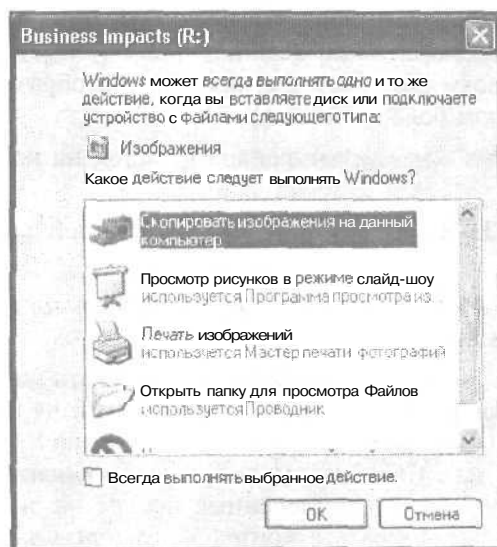 Business Impacts (R:)
Windows может всегда выполнять одно и то же
действие, когда вы вставляете диск или подключаете
устройство с файлами следующего типа:
Изображения
Какое действие следует выполнять Windows?
Скопировать изображения на данный
компьютер
Просмотр рисунков в режиме слайд-шоу
используется Программа просмотра из...
Печать изображений
используется Мастер печати фотографий
Открыть папку для просмотра Файлов
используется Проводник
Всегда выполнять выбранное действие.
OK
Отмена